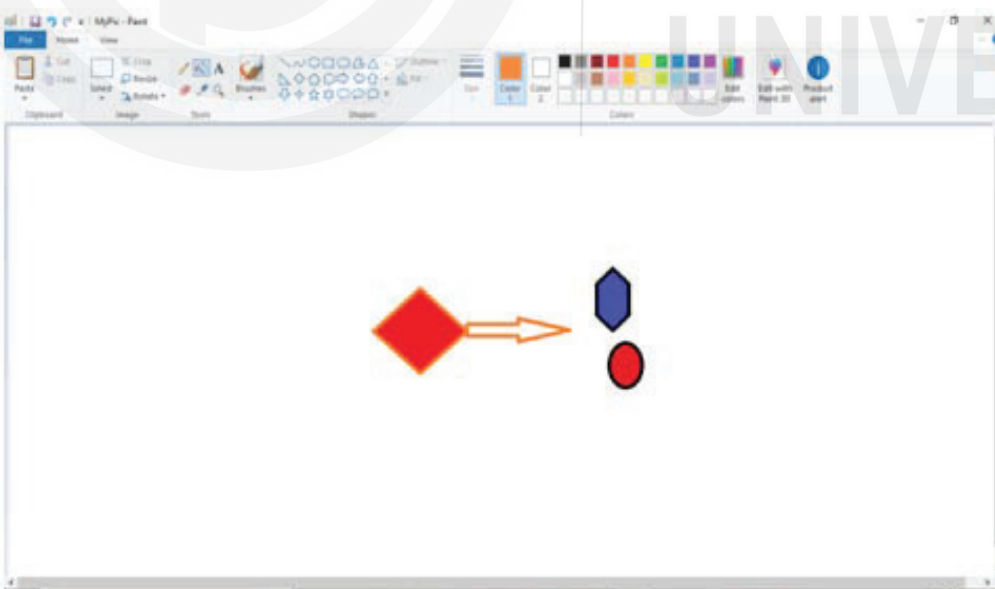 MyPic - Paint
File Home View
Cut
Crop
Outline
Paste Copy Select Resize A Brushes Fill Size Color 1 Color 2 Edit colors Edit with Paint 3D Product alert
Rotate
Clipboard Image Tools Shapes Colors
UNIVE